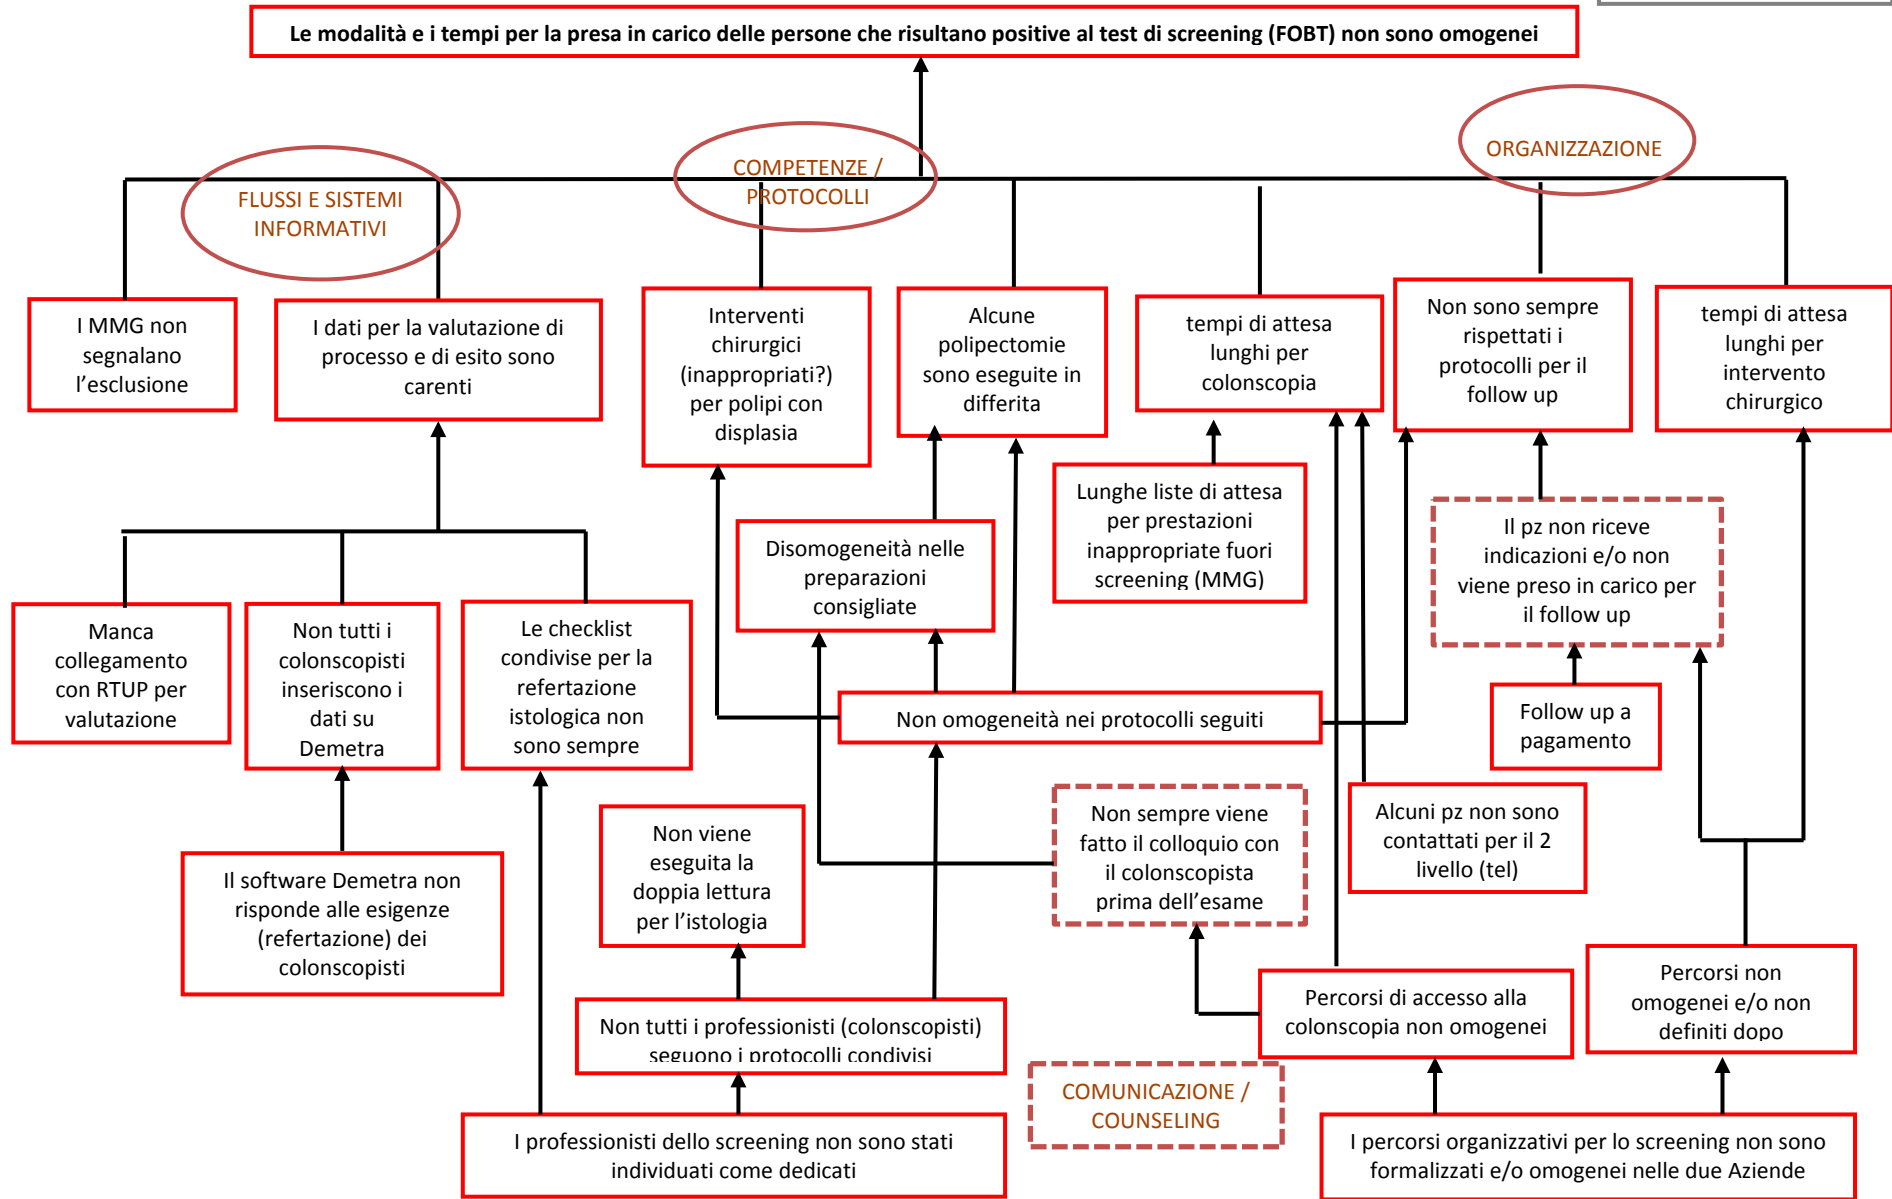 Le modalità e i tempi per la presa in carico delle persone che risultano positive al test di screening (FOBT) non sono omogenei
FLUSSI E SISTEMI
INFORMATIVI
COMPETENZE /
PROTOCOLLI
ORGANIZZAZIONE
I MMG non
segnalano
l'esclusione
I dati per la valutazione di
processo e di esito sono
carenti
Interventi
chirurgici
(inappropriati?)
per polipi con
displasia
Alcune
polipectomie
sono eseguite in
differita
tempi di attesa
lunghi per
colonscopia
Non sono sempre
rispettati i
protocolli per il
follow up
tempi di attesa
lunghi per
intervento
chirurgico
Lunghe liste di attesa
per prestazioni
inappropriate fuori
screening (MMG)
Il pz non riceve
indicazioni e/o non
viene preso in carico per
il follow up
Disomogeneità nelle
preparazioni
consigliate
Manca
collegamento
con RTUP per
valutazione
Non tutti i
colonscopisti
inseriscono i
dati su
Demetra
Le checklist
condivise per la
refertazione
istologica non
sono sempre
Non omogeneità nei protocolli seguiti
Follow up a
pagamento
Non viene
eseguita la
doppia lettura
per l'istologia
Non sempre viene
fatto il colloquio con
il colonscopista
prima dell'esame
Alcuni pz non sono
contattati per il 2
livello (tel)
Il software Demetra non
risponde alle esigenze
(refertazione) dei
colonscopisti
Non tutti i professionisti (colonscopisti)
seguono i protocolli condivisi
Percorsi di accesso alla
colonscopia non omogenei
Percorsi non
omogenei e/o non
definiti dopo
COMUNICAZIONE /
COUNSELING
I professionisti dello screening non sono stati
individuati come dedicati
I percorsi organizzativi per lo screening non sono
formalizzati e/o omogenei nelle due Aziende